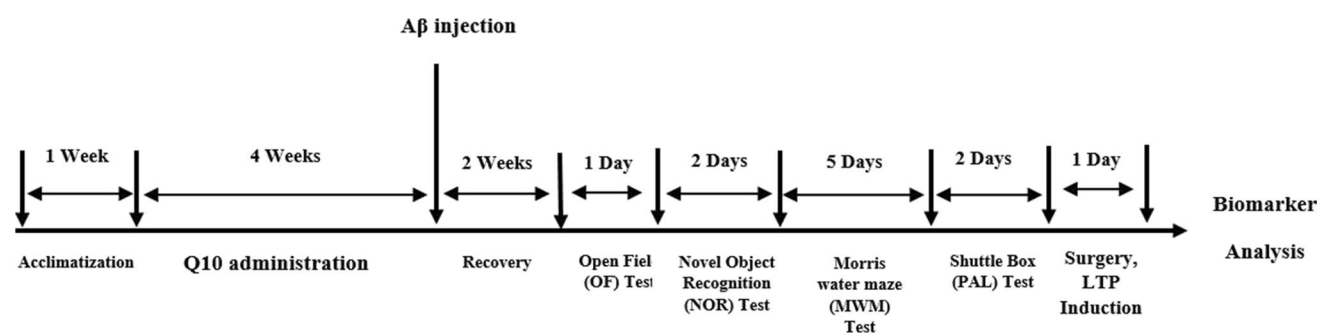 Aβ injection
1 Week
4 Weeks
2 Weeks
1 Day
2 Days
5 Days
2 Days
1 Day
Biomarker
Analysis
Acclimatization
Q10 administration
Recovery
Open Fiel
(OF) Test
Novel Object
Recognition
(NOR) Test
Morris
water maze
(MWM)
Test
Shuttle Box
(PAL) Test
Surgery,
LTP
Induction